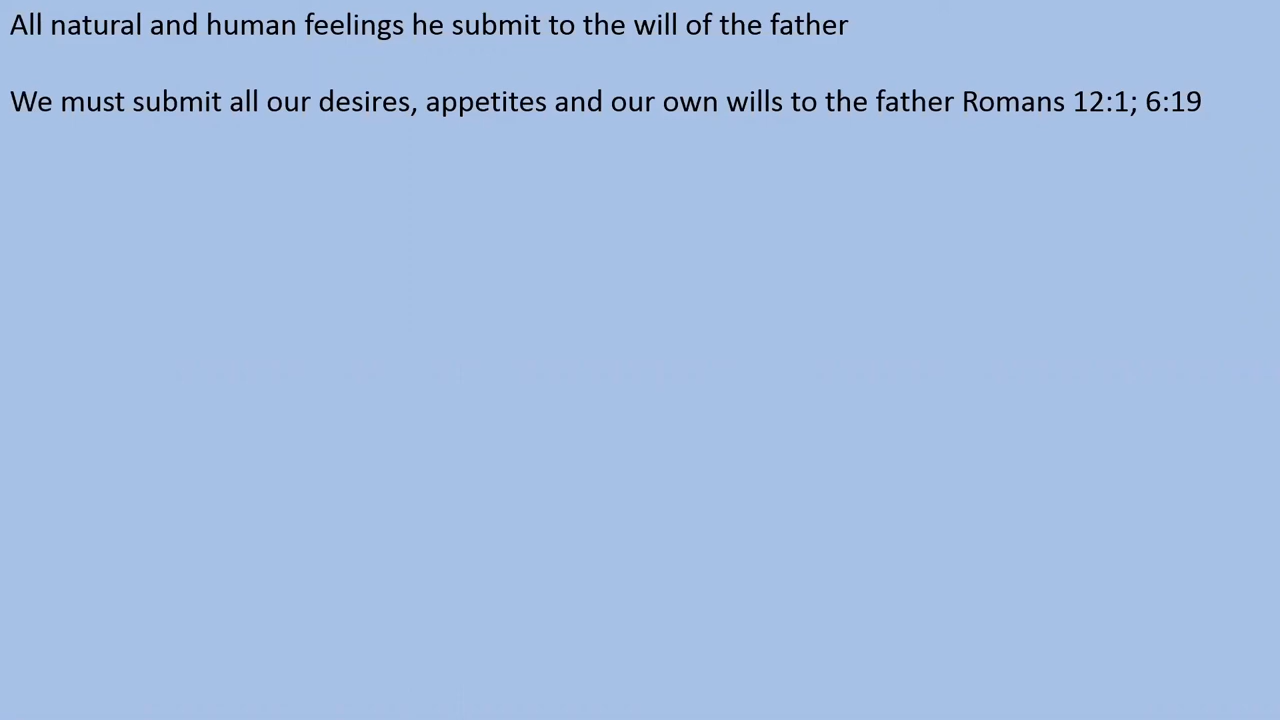 All natural and human feelings he submit to the will of the father
We must submit all our desires, appetites and our own wills to the father Romans 12:1; 6:19